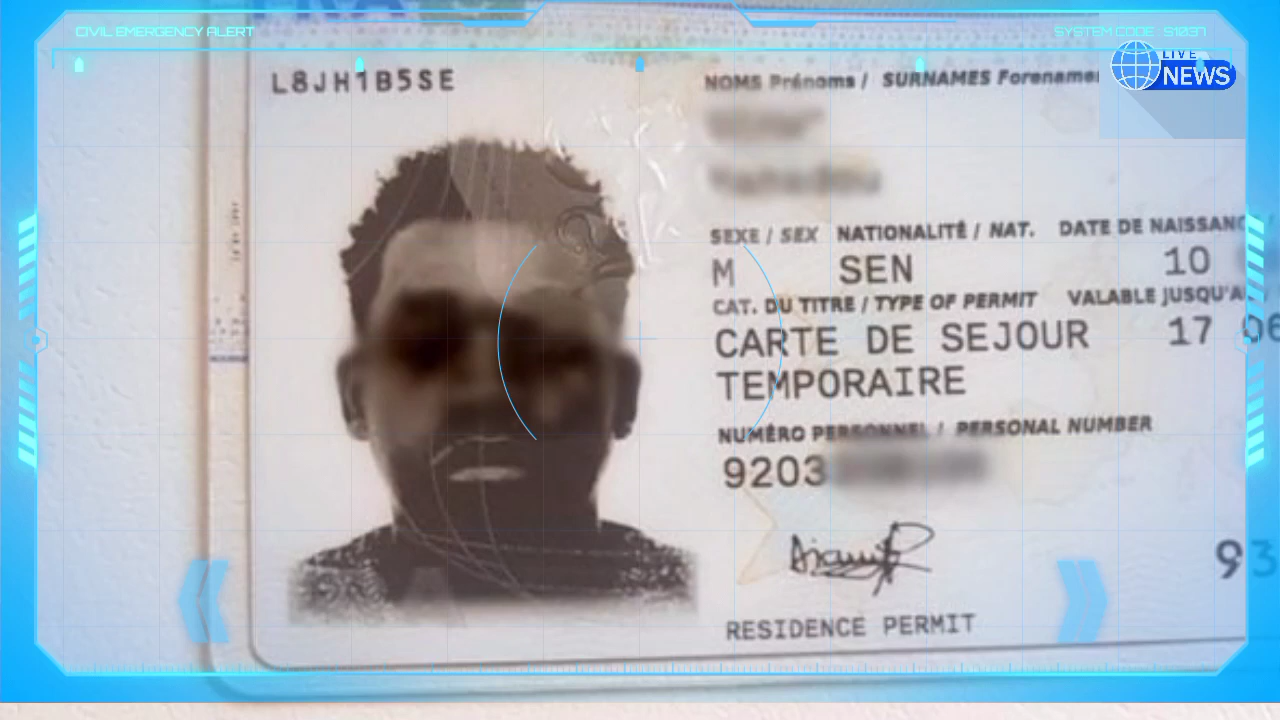 CIVIL EMERGENCY ALERT
SYSTEM CODE S1037
LIVE
NEWS
L8JH1B5SE
NOMS Prénoms / SURNAMES Forenames
SEXE / SEX NATIONALITÉ / NAT. DATE DE NAISSANC
M SEN 10
CAT. DU TITRE / TYPE OF PERMIT VALABLE JUSQU'A
CARTE DE SEJOUR 17 06
TEMPORAIRE
NUMÉRO PERSONNEL / PERSONAL NUMBER
9203
93
RESIDENCE PERMIT